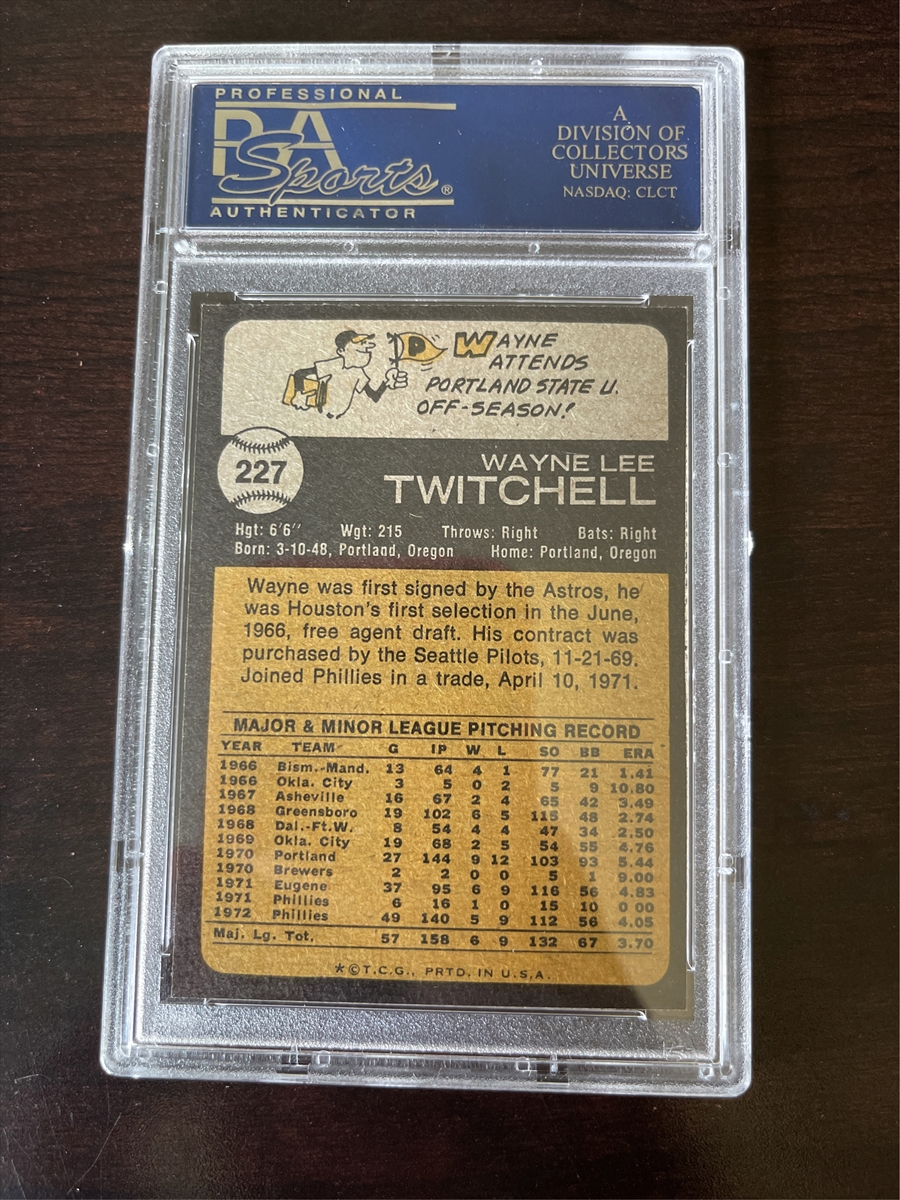 PROFESSIONAL
PSA
Sports®
AUTHENTICATOR
A
DIVISION OF
COLLECTORS
UNIVERSE
NASDAQ: CLCT
P
WAYNE
ATTENDS
PORTLAND STATE U.
OFF-SEASON!
227
WAYNE LEE
TWITCHELL
Hgt: 6'6" Wgt: 215 Throws: Right Bats: Right
Born: 3-10-48, Portland, Oregon Home: Portland, Oregon
Wayne was first signed by the Astros, he
was Houston's first selection in the June,
1966, free agent draft. His contract was
purchased by the Seattle Pilots, 11-21-69.
Joined Phillies in a trade, April 10, 1971.
MAJOR & MINOR LEAGUE PITCHING RECORD
YEAR TEAM G IP W L SO BB ERA
1966 Bism.-Mand. 13 64 4 1 77 21 1.41
1966 Okla. City 3 5 0 2 5 9 10.80
1967 Asheville 16 67 2 4 65 42 3.49
1968 Greensboro 19 102 6 5 115 48 2.74
1968 Dal.-Ft.W. 8 54 4 4 47 34 2.50
1969 Okla. City 19 68 2 5 54 55 4.76
1970 Portland 27 144 9 12 103 93 5.44
1970 Brewers 2 2 0 0 5 1 9.00
1971 Eugene 37 95 6 9 116 56 4.83
1971 Phillies 6 16 1 0 15 10 0 00
1972 Phillies 49 140 5 9 112 56 4.05
Maj. Lg. Tot. 57 158 6 9 132 67 3.70
*©T.C.G., PRTD. IN U.S.A.